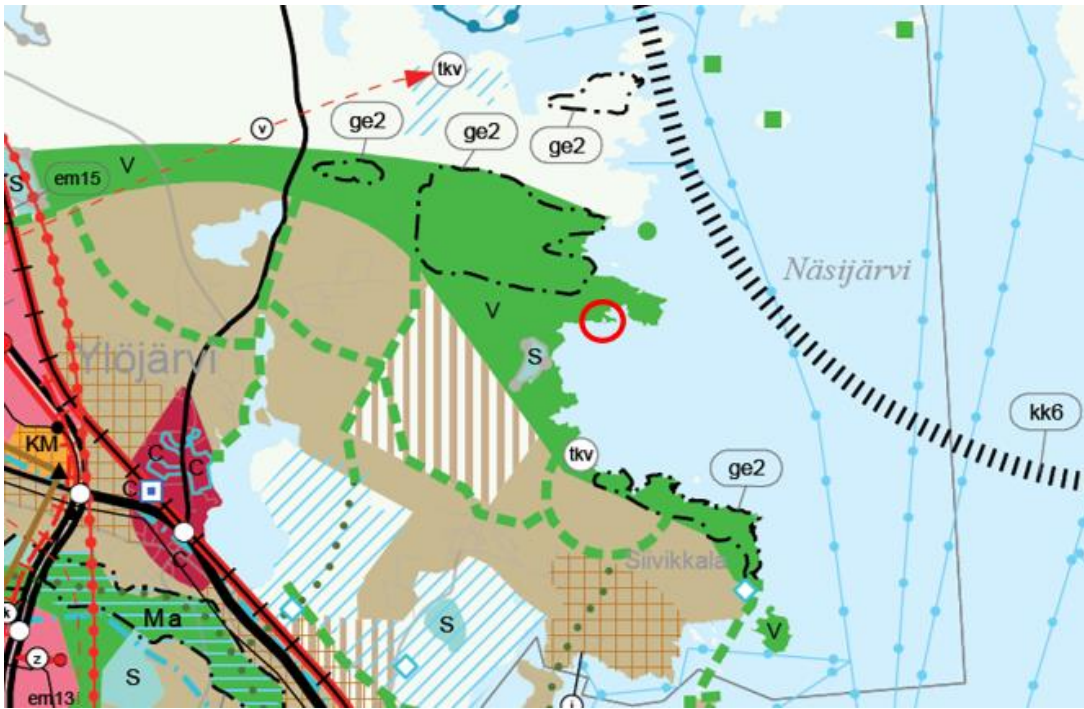 tkv
v
ge2
ge2
ge2
V
em15
S
Näsijärvi
V
Ylöjärvi
S
kk6
KM
C
C
C
tkv
ge2
C
Siivikkala
k
Ma
S
V
z
S
em13
i